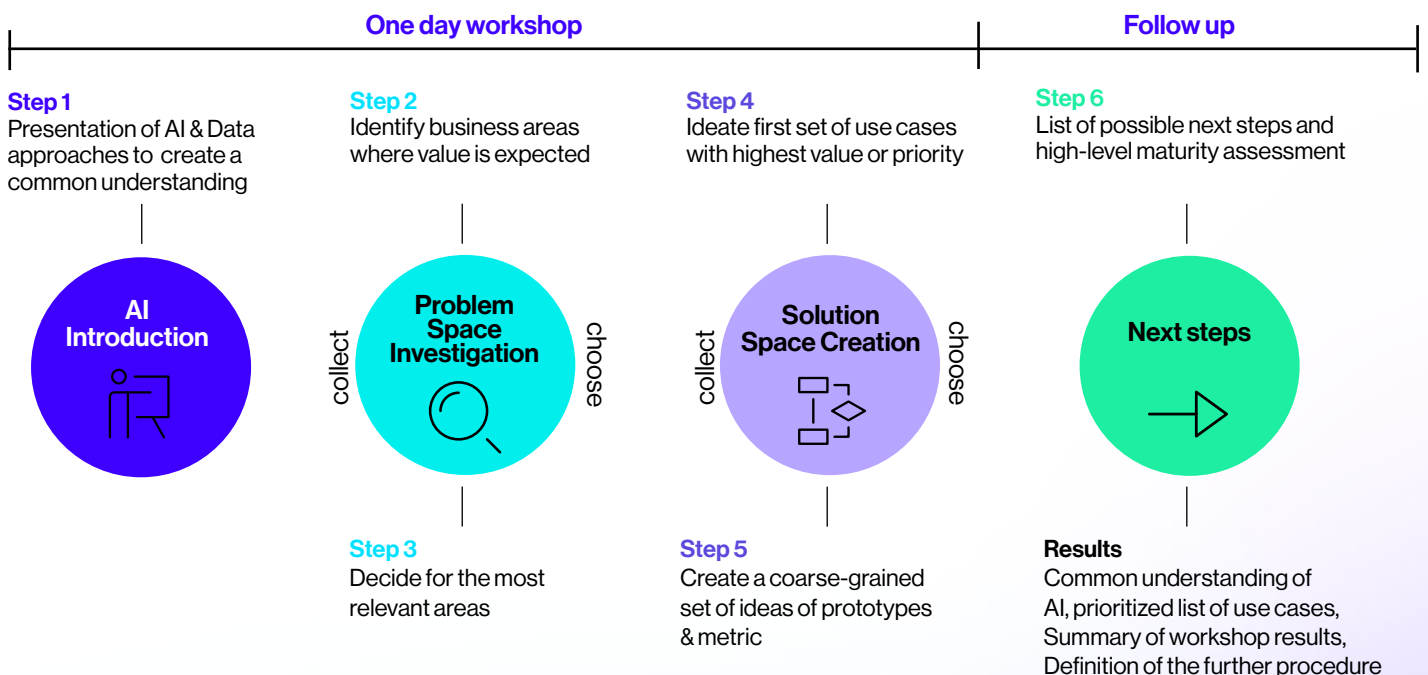 One day workshop
Follow up
Step 1
Presentation of AI & Data
approaches to create a
common understanding
Step 2
Identify business areas
where value is expected
Step 4
Ideate first set of use cases
with highest value or priority
Step 6
List of possible next steps and
high-level maturity assessment
AI
Introduction
collect
Problem
Space
Investigation
choose
collect
Solution
Space Creation
choose
Next steps
Step 3
Decide for the most
relevant areas
Step 5
Create a coarse-grained
set of ideas of prototypes
& metric
Results
Common understanding of
AI, prioritized list of use cases,
Summary of workshop results,
Definition of the further procedure